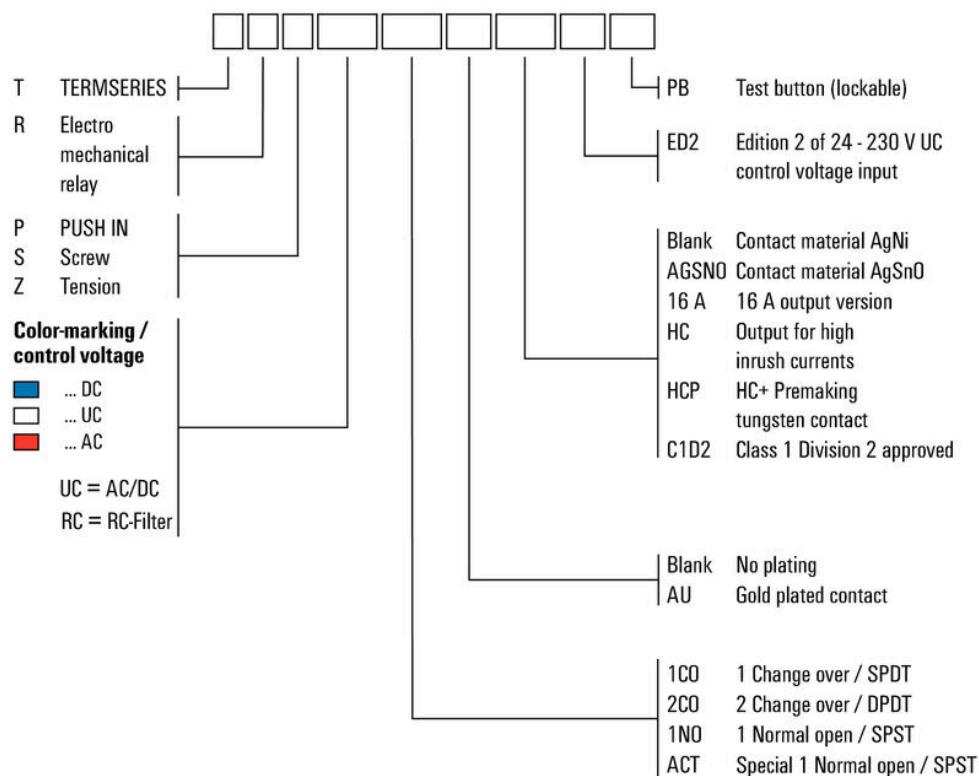 T TERMSERIES
R Electro
mechanical
relay
P PUSH IN
S Screw
Z Tension
Color-marking /
control voltage
... DC
... UC
... AC
UC = AC/DC
RC = RC-Filter
PB Test button (lockable)
ED2 Edition 2 of 24 - 230 V UC
control voltage input
Blank Contact material AgNi
AGSNO Contact material AgSnO
16 A 16 A output version
HC Output for high
inrush currents
HCP HC+ Premaking
tungsten contact
C1D2 Class 1 Division 2 approved
Blank No plating
AU Gold plated contact
1CO 1 Change over / SPDT
2CO 2 Change over / DPDT
1NO 1 Normal open / SPST
ACT Special 1 Normal open / SPST